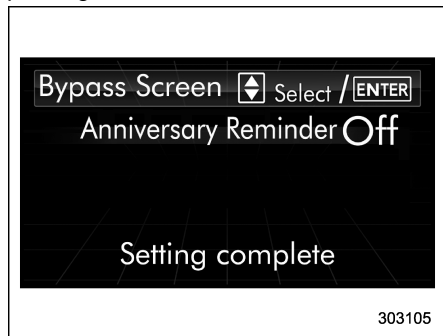 Bypass Screen Select / ENTER
Anniversary Reminder Off
Setting complete
303105